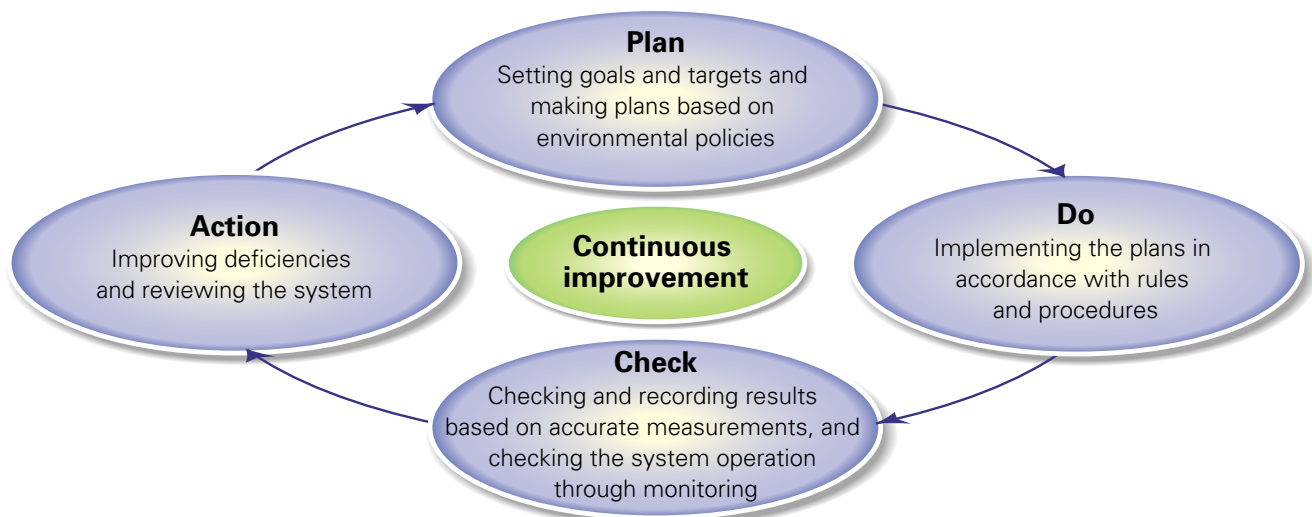 Plan
Setting goals and targets and
making plans based on
environmental policies
Do
Implementing the plans in
accordance with rules
and procedures
Check
Checking and recording results
based on accurate measurements, and
checking the system operation
through monitoring
Action
Improving deficiencies
and reviewing the system
Continuous
improvement